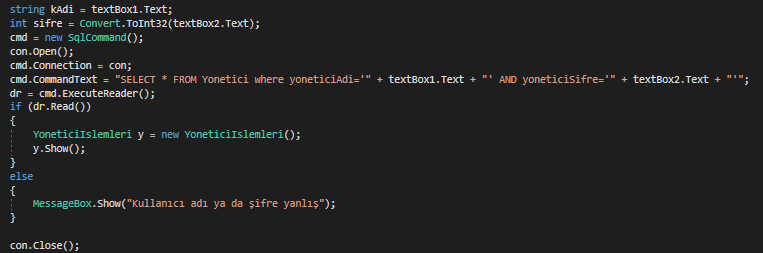 string kAdi = textBox1.Text;
int sifre = Convert.ToInt32(textBox2.Text);
cmd = new SqlCommand();
con.Open();
cmd.Connection = con;
cmd.CommandText = "SELECT * FROM Yonetici where yoneticiAdi='" + textBox1.Text + "' AND yoneticiSifre='" + textBox2.Text + "'";
dr = cmd.ExecuteReader();
if (dr.Read())
{
YoneticiIslemleri y = new YoneticiIslemleri();
y.Show();
}
else
{
MessageBox.Show("Kullanıcı adı ya da şifre yanlış");
}
con.Close();